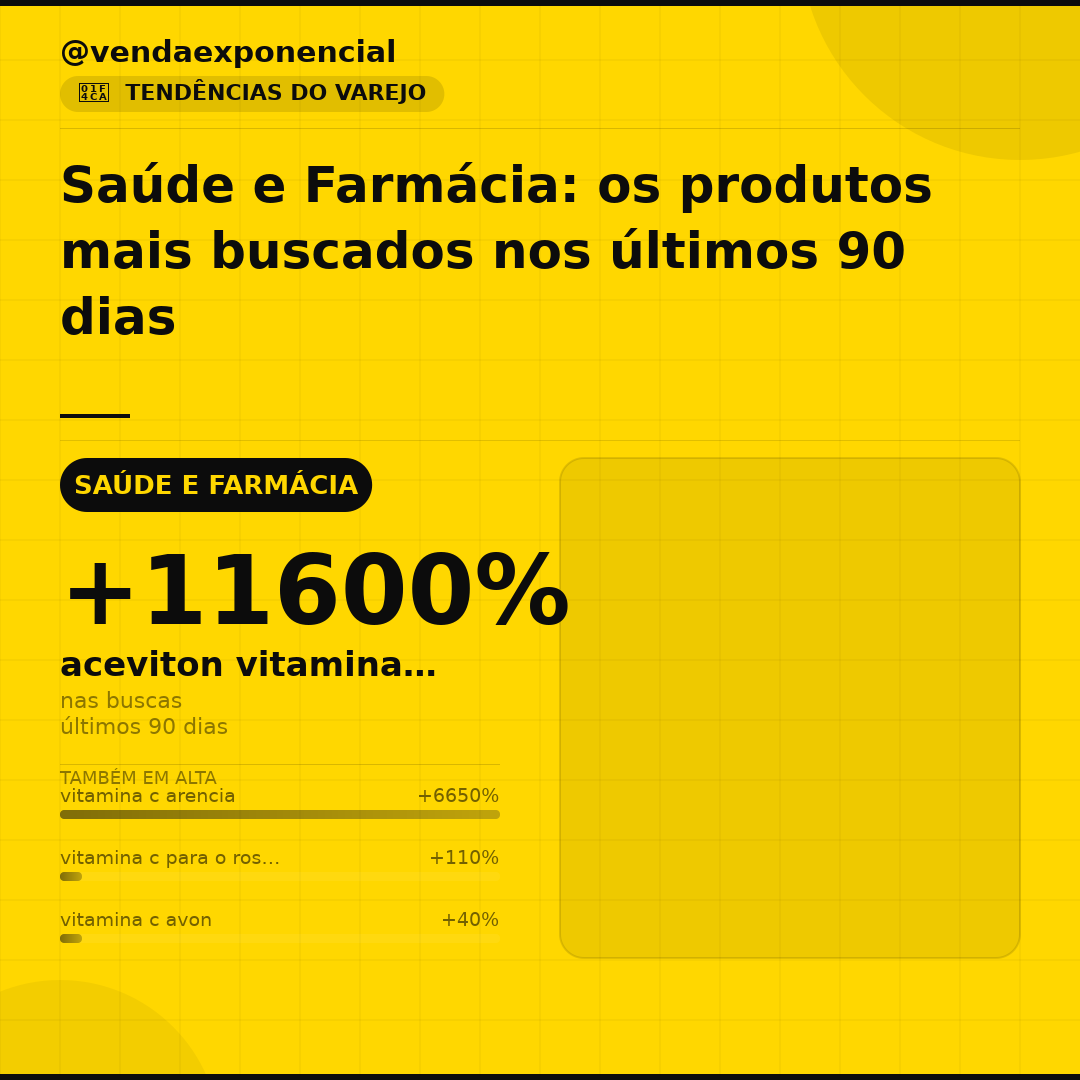 @vendaexponencial
TENDÊNCIAS DO VAREJO
Saúde e Farmácia: os produtos
mais buscados nos últimos 90
dias
SAÚDE E FARMÁCIA
+11600%
aceviton vitamina...
nas buscas
últimos 90 dias
TAMBÉM EM ALTA
vitamina c arencia +6650%
vitamina c para o ros... +110%
vitamina c avon +40%